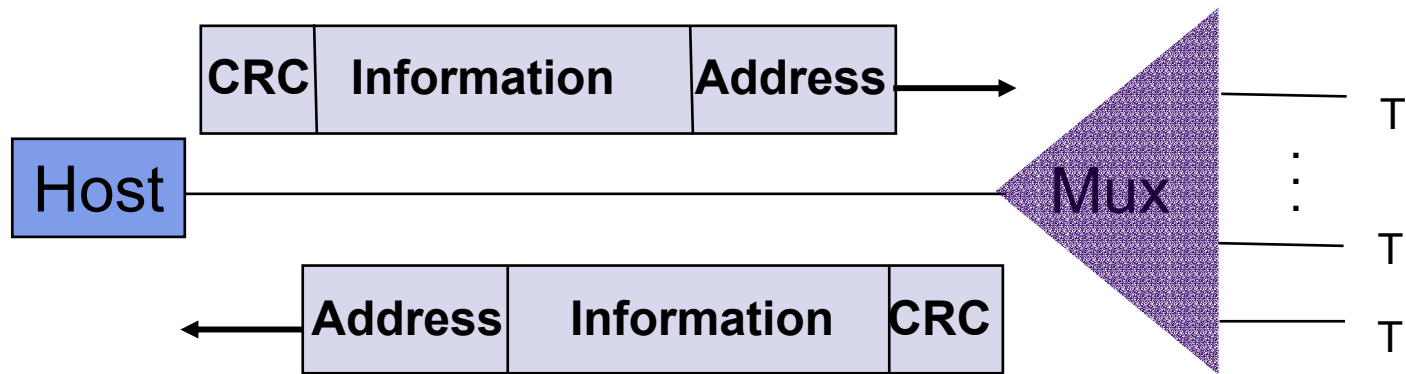 CRC Information Address
T
Host
Mux
.
.
.
T
Address Information CRC
T